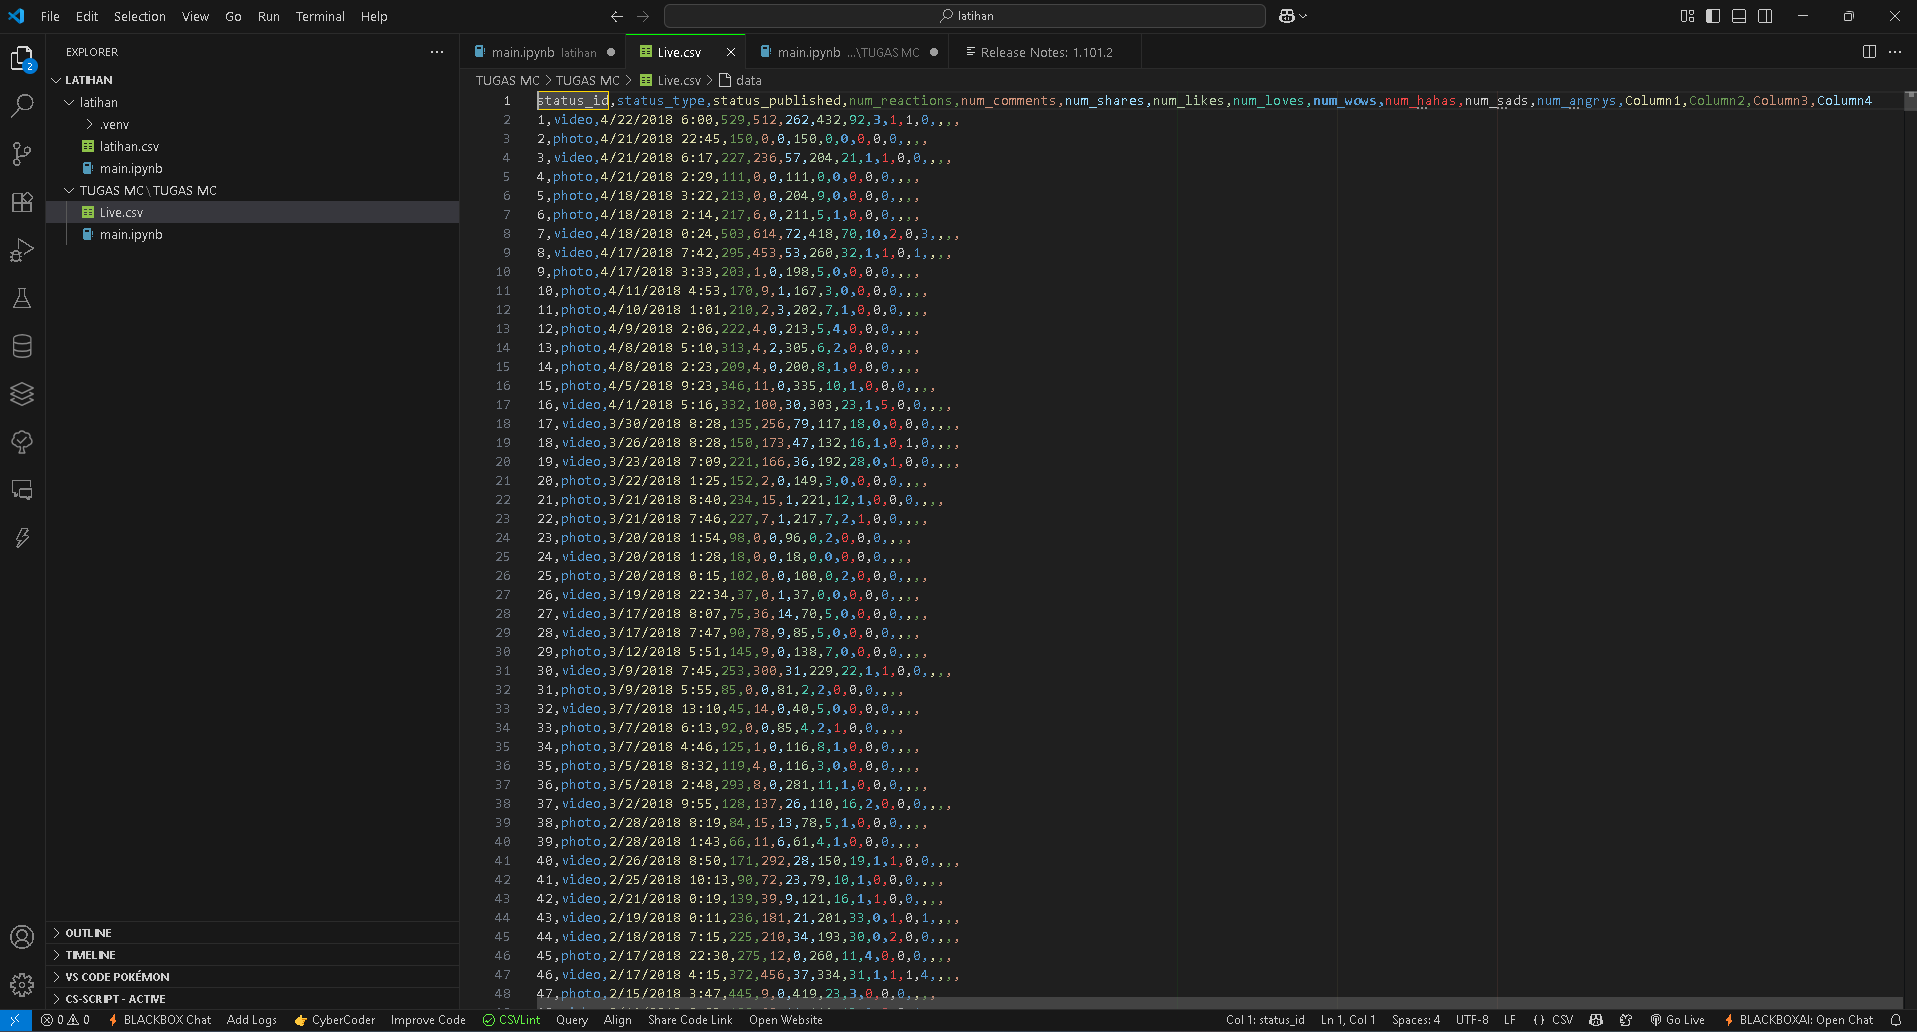 File Edit Selection View Go Run Terminal Help
latihan
EXPLORER
2
LATIHAN
latihan
.venv
latihan.csv
main.ipynb
TUGAS MC \ TUGAS MC
Live.csv
main.ipynb
OUTLINE
TIMELINE
VS CODE POKÉMON
CS-SCRIPT - ACTIVE
main.ipynb latihan
Live.csv
main.ipynb ...\TUGAS MC
Release Notes: 1.101.2
TUGAS MC > TUGAS MC > Live.csv > data
1 status_id,status_type,status_published,num_reactions,num_comments,num_shares,num_likes,num_loves,num_wows,num_hahas,num_sads,num_angrys,Column1,Column2,Column3,Column4
2 1,video,4/22/2018 6:00,529,512,262,432,92,3,1,1,0,,,,
3 2,photo,4/21/2018 22:45,150,0,0,150,0,0,0,0,0,,,,
4 3,video,4/21/2018 6:17,227,236,57,204,21,1,1,0,0,,,,
5 4,photo,4/21/2018 2:29,111,0,0,111,0,0,0,0,0,,,,
6 5,photo,4/18/2018 3:22,213,0,0,204,9,0,0,0,0,,,,
7 6,photo,4/18/2018 2:14,217,6,0,211,5,1,0,0,0,,,,
8 7,video,4/18/2018 0:24,503,614,72,418,70,10,2,0,3,,,,
9 8,video,4/17/2018 7:42,295,453,53,260,32,1,1,0,1,,,,
10 9,photo,4/17/2018 3:33,203,1,0,198,5,0,0,0,0,,,,
11 10,photo,4/11/2018 4:53,170,9,1,167,3,0,0,0,0,,,,
12 11,photo,4/10/2018 1:01,210,2,3,202,7,1,0,0,0,,,,
13 12,photo,4/9/2018 2:06,222,4,0,213,5,4,0,0,0,,,,
14 13,photo,4/8/2018 5:10,313,4,2,305,6,2,0,0,0,,,,
15 14,photo,4/8/2018 2:23,209,4,0,200,8,1,0,0,0,,,,
16 15,photo,4/5/2018 9:23,346,11,0,335,10,1,0,0,0,,,,
17 16,video,4/1/2018 5:16,332,100,30,303,23,1,5,0,0,,,,
18 17,video,3/30/2018 8:28,135,256,79,117,18,0,0,0,0,,,,
19 18,video,3/26/2018 8:28,150,173,47,132,16,1,0,1,0,,,,
20 19,video,3/23/2018 7:09,221,166,36,192,28,0,1,0,0,,,,
21 20,photo,3/22/2018 1:25,152,2,0,149,3,0,0,0,0,,,,
22 21,photo,3/21/2018 8:40,234,15,1,221,12,1,0,0,0,,,,
23 22,photo,3/21/2018 7:46,227,7,1,217,7,2,1,0,0,,,,
24 23,photo,3/20/2018 1:54,98,0,0,96,0,2,0,0,0,,,,
25 24,video,3/20/2018 1:28,18,0,0,18,0,0,0,0,0,,,,
26 25,photo,3/20/2018 0:15,102,0,0,100,0,2,0,0,0,,,,
27 26,video,3/19/2018 22:34,37,0,1,37,0,0,0,0,0,,,,
28 27,photo,3/17/2018 8:07,75,36,14,70,5,0,0,0,0,,,,
29 28,video,3/17/2018 7:47,90,78,9,85,5,0,0,0,0,,,,
30 29,photo,3/12/2018 5:51,145,9,0,138,7,0,0,0,0,,,,
31 30,video,3/9/2018 7:45,253,300,31,229,22,1,1,0,0,,,,
32 31,photo,3/9/2018 5:55,85,0,0,81,2,2,0,0,0,,,,
33 32,video,3/7/2018 13:10,45,14,0,40,5,0,0,0,0,,,,
34 33,photo,3/7/2018 6:13,92,0,0,85,4,2,1,0,0,,,,
35 34,photo,3/7/2018 4:46,125,1,0,116,8,1,0,0,0,,,,
36 35,photo,3/5/2018 8:32,119,4,0,116,3,0,0,0,0,,,,
37 36,photo,3/5/2018 2:48,293,8,0,281,11,1,0,0,0,,,,
38 37,video,3/2/2018 9:55,128,137,26,110,16,2,0,0,0,,,,
39 38,photo,2/28/2018 8:19,84,15,13,78,5,1,0,0,0,,,,
40 39,photo,2/28/2018 1:43,66,11,6,61,4,1,0,0,0,,,,
41 40,video,2/26/2018 8:50,171,292,28,150,19,1,1,0,0,,,,
42 41,video,2/25/2018 10:13,90,72,23,79,10,1,0,0,0,,,,
43 42,video,2/21/2018 0:19,139,39,9,121,16,1,1,0,0,,,,
44 43,video,2/19/2018 0:11,236,181,21,201,33,0,1,0,1,,,,
45 44,video,2/18/2018 7:15,225,210,34,193,30,0,2,0,0,,,,
46 45,photo,2/17/2018 22:30,275,12,0,260,11,4,0,0,0,,,,
47 46,video,2/17/2018 4:15,372,456,37,334,31,1,1,1,4,,,,
48 47,photo,2/15/2018 3:47,445,9,0,419,23,3,0,0,0,,,,
0 0 BLACKBOX Chat Add Logs CyberCoder Improve Code CSVLint Query Align Share Code Link Open Website Col 1: status_id Ln 1, Col 1 Spaces: 4 UTF-8 LF {} CSV Go Live BLACKBOXAI: Open Chat